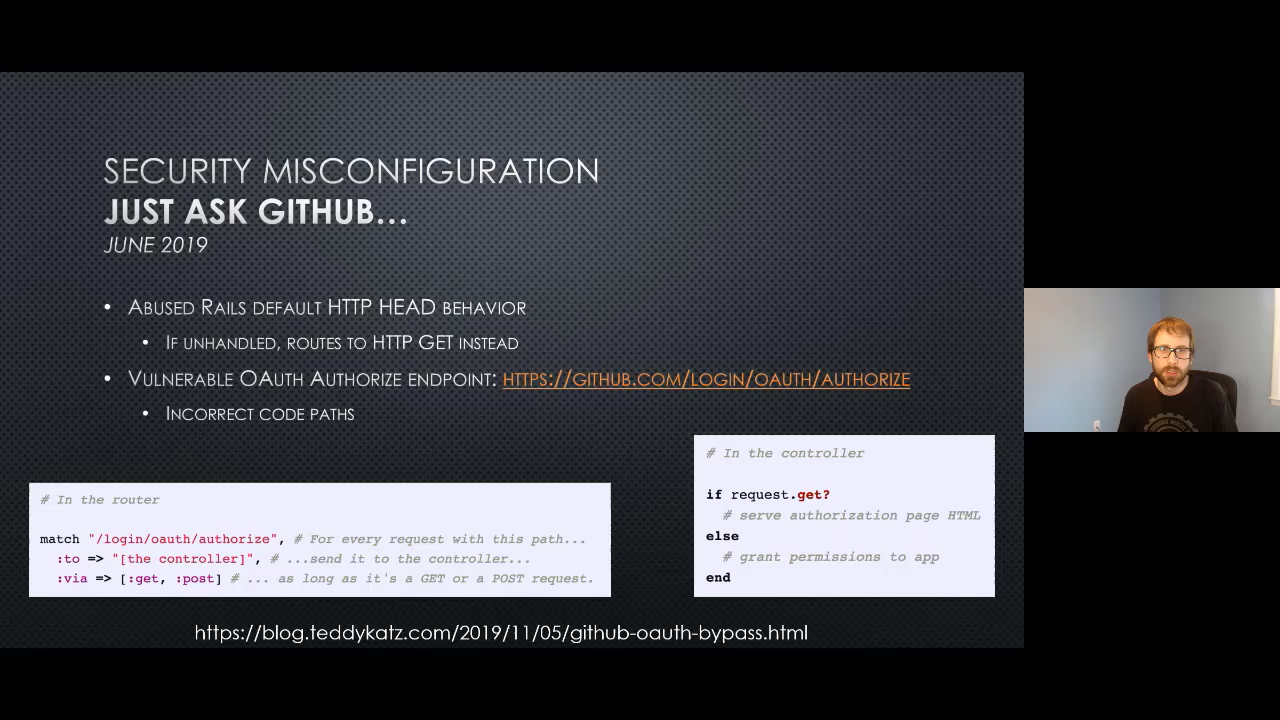 SECURITY MISCONFIGURATION
JUST ASK GITHUB...
JUNE 2019
• ABUSED RAILS DEFAULT HTTP HEAD BEHAVIOR
• IF UNHANDLED, ROUTES TO HTTP GET INSTEAD
• VULNERABLE OAUTH AUTHORIZE ENDPOINT: HTTPS://GITHUB.COM/LOGIN/OAUTH/AUTHORIZE
• INCORRECT CODE PATHS
# In the router
match "/login/oauth/authorize", # For every request with this path...
:to => "[the controller]", # ...send it to the controller...
:via => [:get, :post] # ... as long as it's a GET or a POST request.
# In the controller
if request.get?
# serve authorization page HTML
else
# grant permissions to app
end
https://blog.teddykatz.com/2019/11/05/github-oauth-bypass.html